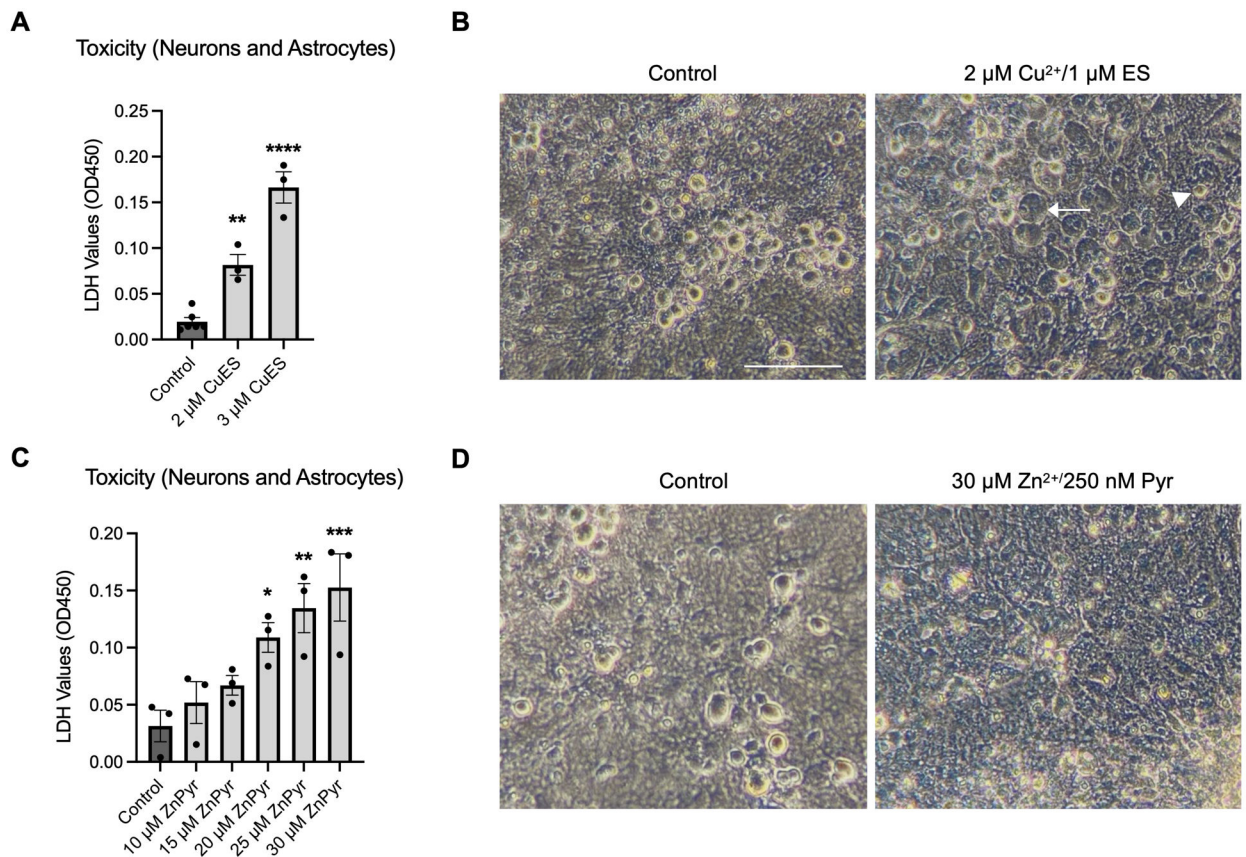 A
Toxicity (Neurons and Astrocytes)
LDH Values (OD450)
0.25
0.20
0.15
0.10
0.05
0.00
**
****
Control
2 µM CuES
3 µM CuES
B
Control
2 µM Cu²⁺/1 µM ES
C
Toxicity (Neurons and Astrocytes)
LDH Values (OD450)
0.20
0.15
0.10
0.05
0.00
*
**
***
Control
10 µM ZnPyr
15 µM ZnPyr
20 µM ZnPyr
25 µM ZnPyr
30 µM ZnPyr
D
Control
30 µM Zn²⁺/250 nM Pyr